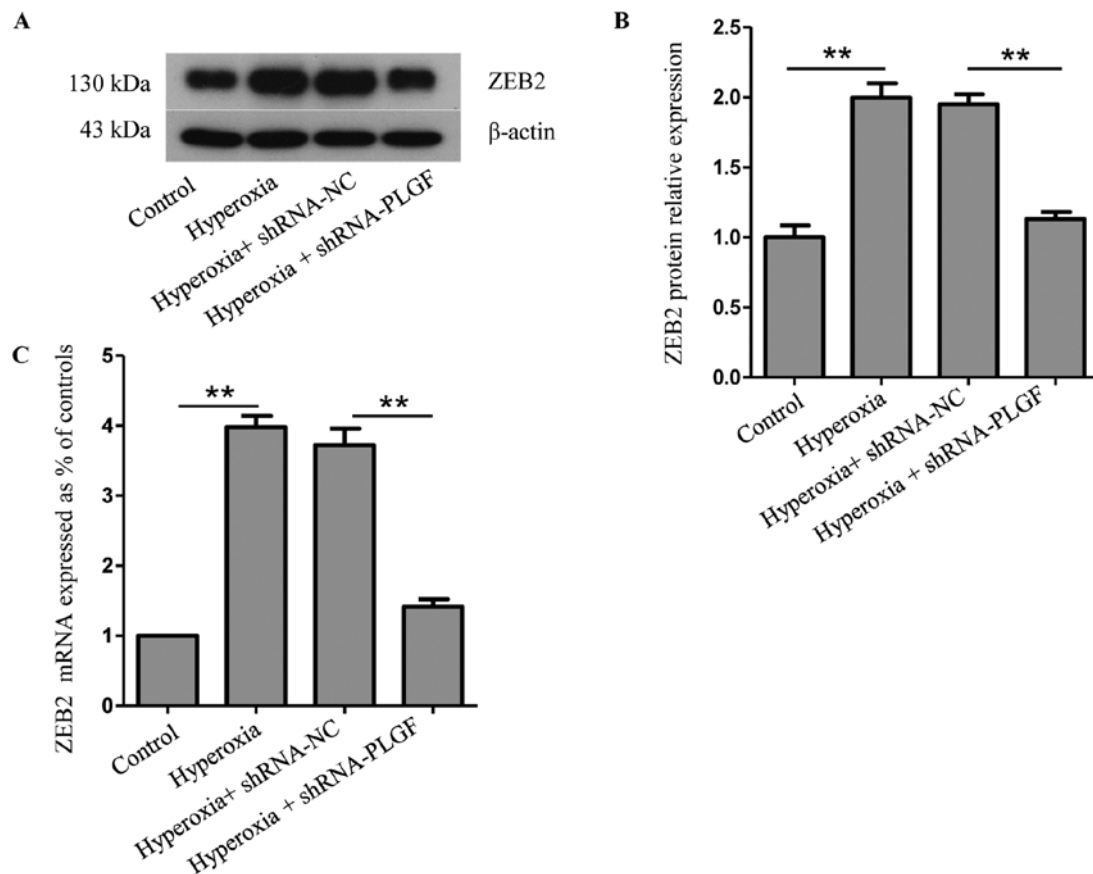 A
130 kDa
ZEB2
43 kDa
β-actin
Control
Hyperoxia
Hyperoxia+ shRNA-NC
Hyperoxia + shRNA-PLGF
B
ZEB2 protein relative expression
2.5
2.0
1.5
1.0
0.5
0.0
**
**
Control
Hyperoxia
Hyperoxia+ shRNA-NC
Hyperoxia + shRNA-PLGF
C
ZEB2 mRNA expressed as % of controls
5
4
3
2
1
0
**
**
Control
Hyperoxia
Hyperoxia+ shRNA-NC
Hyperoxia + shRNA-PLGF